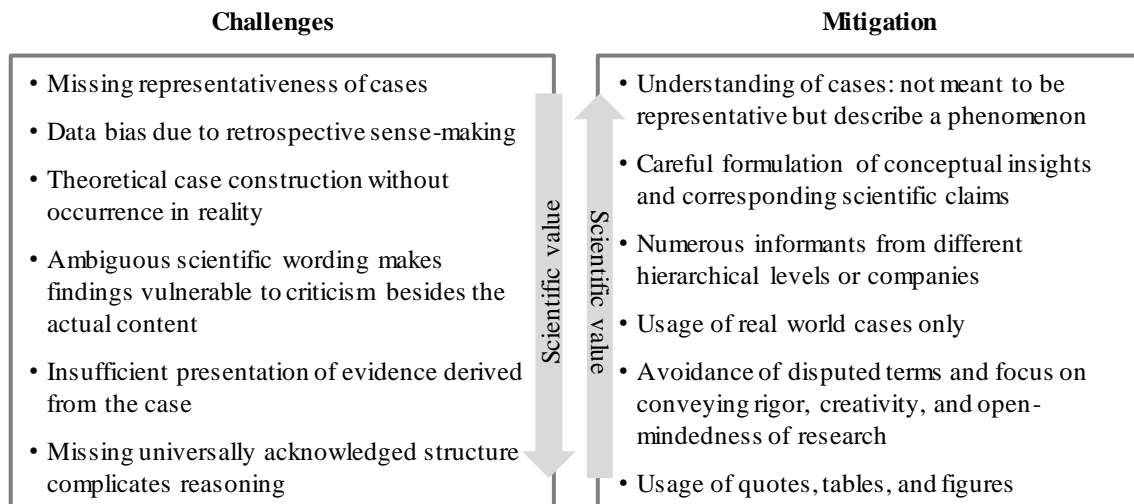 Challenges
• Missing representativeness of cases
• Data bias due to retrospective sense-making
• Theoretical case construction without
occurrence in reality
• Ambiguous scientific wording makes
findings vulnerable to criticism besides the
actual content
• Insufficient presentation of evidence derived
from the case
• Missing universally acknowledged structure
complicates reasoning
Scientific value
Scientific value
Mitigation
• Understanding of cases: not meant to be
representative but describe a phenomenon
• Careful formulation of conceptual insights
and corresponding scientific claims
• Numerous informants from different
hierarchical levels or companies
• Usage of real world cases only
• Avoidance of disputed terms and focus on
conveying rigor, creativity, and open-
mindedness of research
• Usage of quotes, tables, and figures